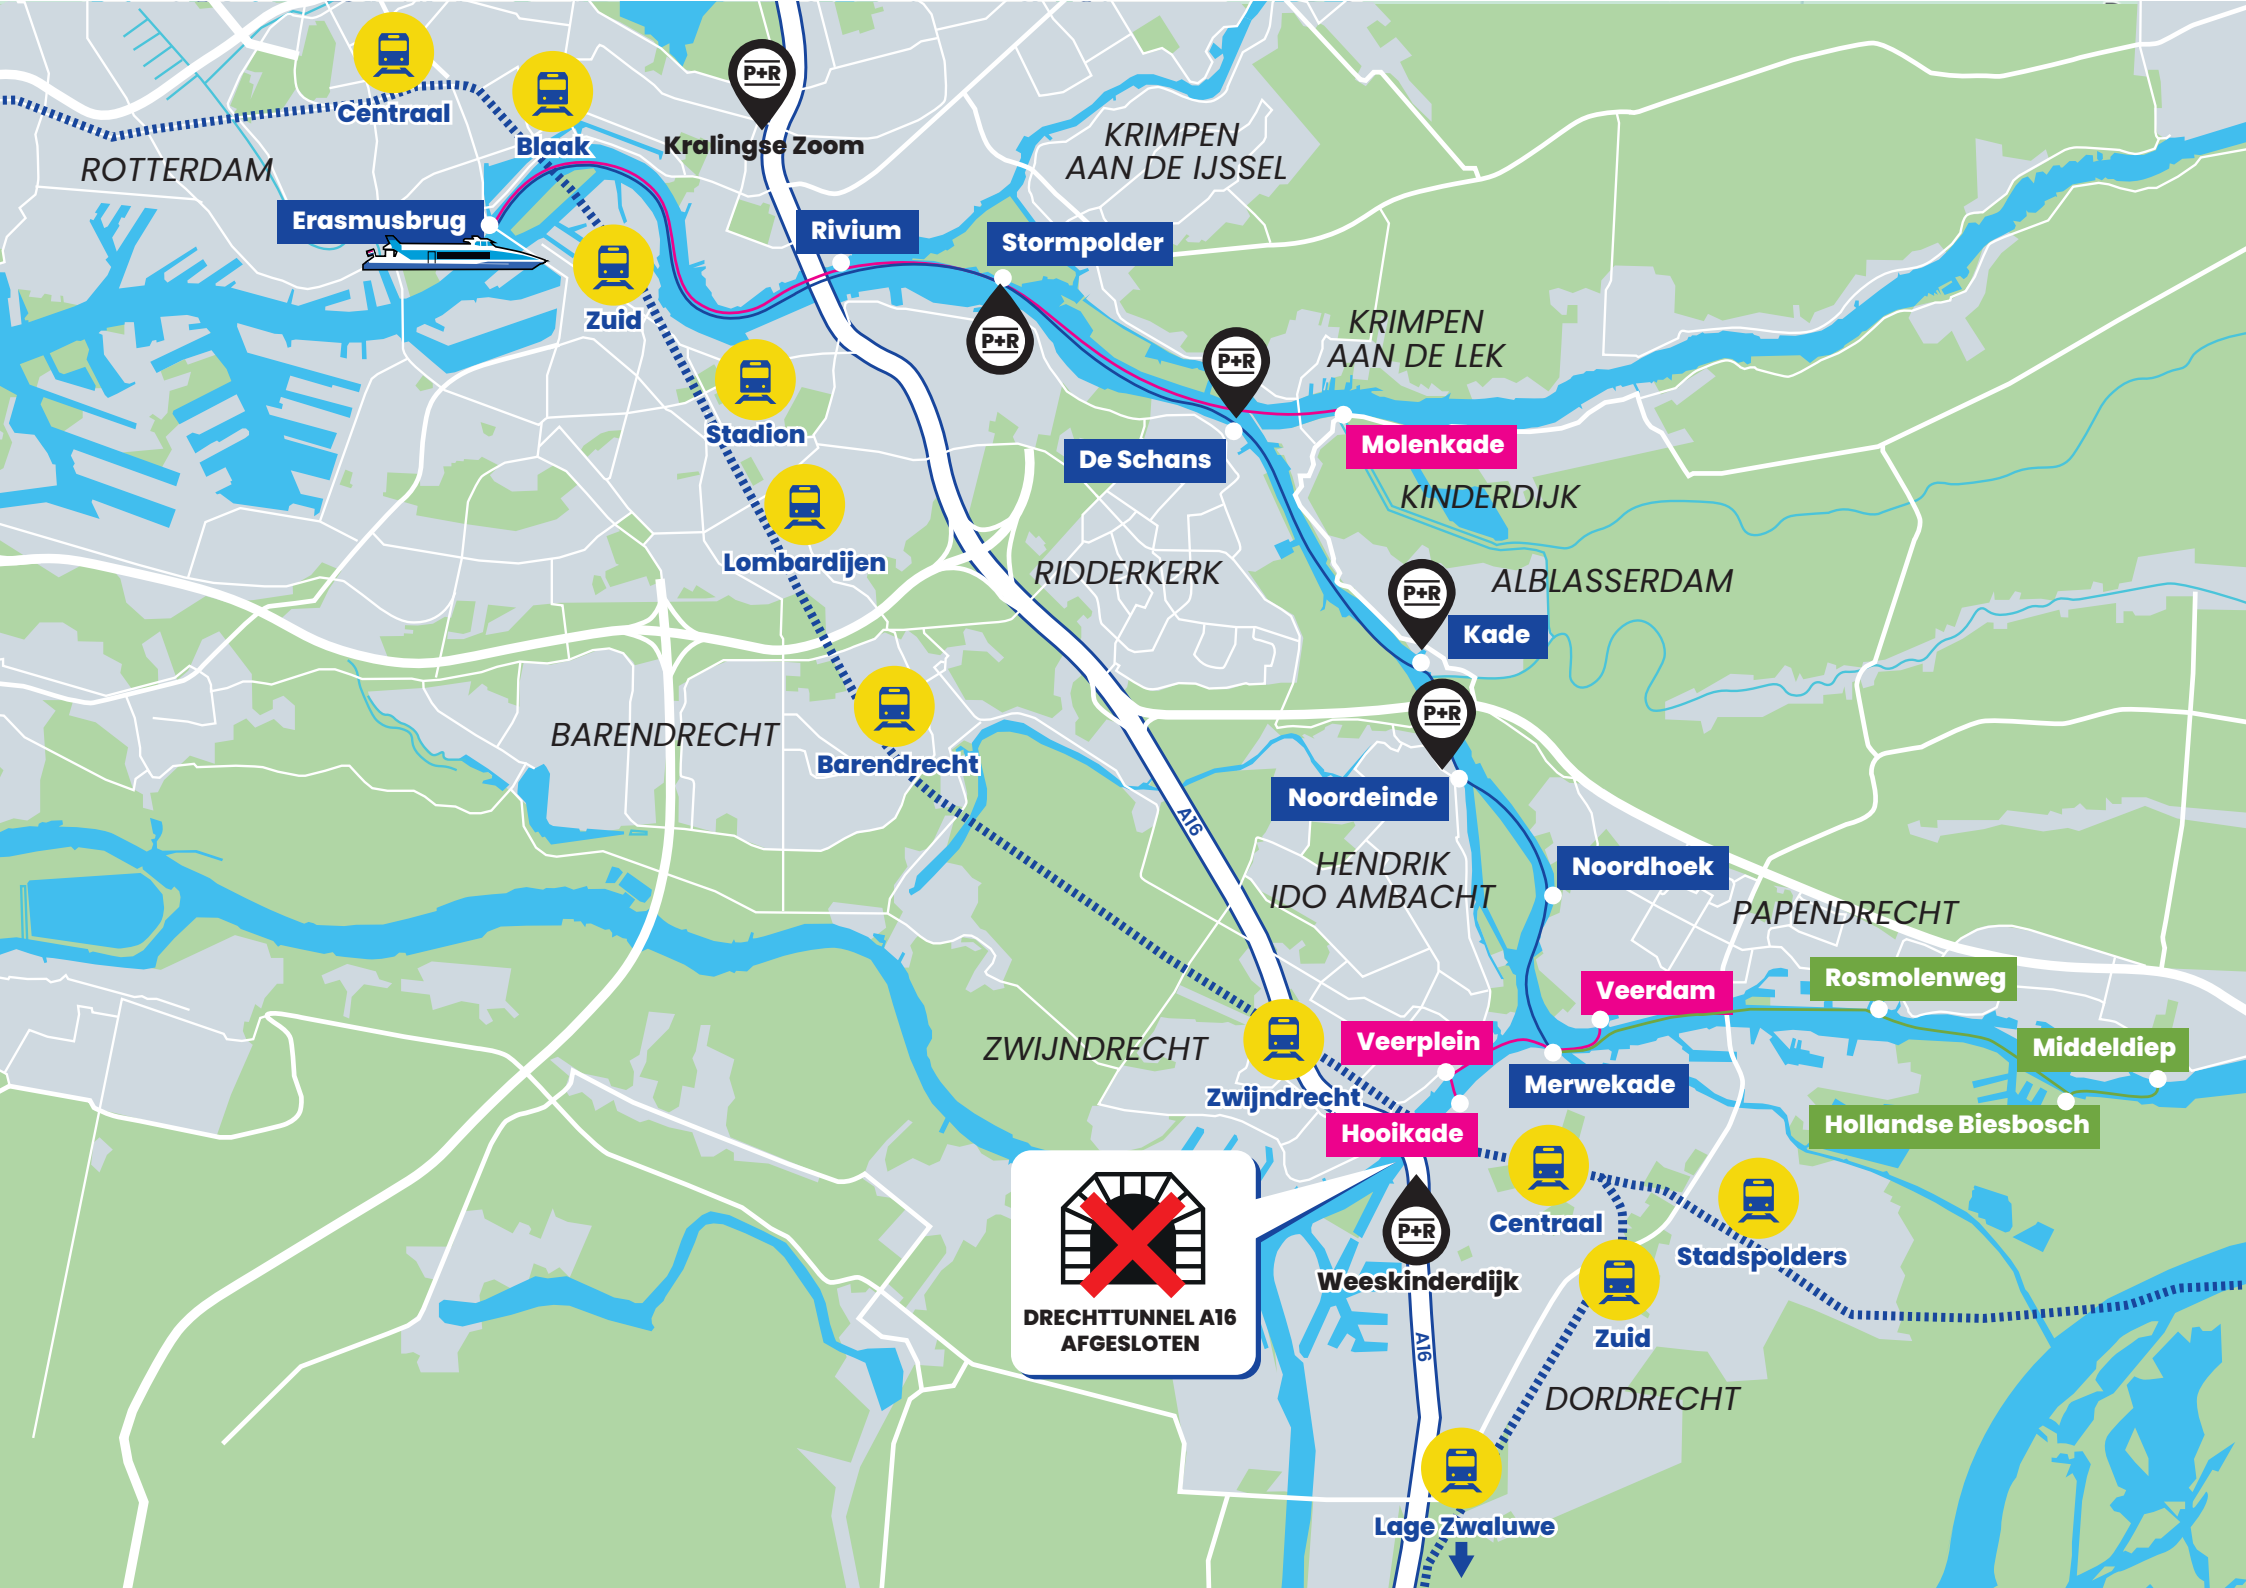 Centraal
Blaak
P+R
Kralingse Zoom
KRIMPEN
AAN DE IJSSEL
ROTTERDAM
Erasmusbrug
Rivium
Stormpolder
Zuid
P+R
KRIMPEN
AAN DE LEK
P+R
Stadion
De Schans
Molenkade
KINDERDIJK
Lombardijen
RIDDERKERK
P+R
ALBLASSERDAM
Kade
P+R
BARENDRECHT
Barendrecht
A16
Noordeinde
HENDRIK
IDO AMBACHT
Noordhoek
PAPENDRECHT
Veerdam
Rosmolenweg
ZWIJNDRECHT
Veerplein
Middeldiep
Zwijndrecht
Merwekade
Hooikade
Hollandse Biesbosch
P+R
Weeskinderdijk
Centraal
Stadspolders
DRECHTTUNNEL A16
AFGESLOTEN
A16
Zuid
DORDRECHT
Lage Zwaluwe